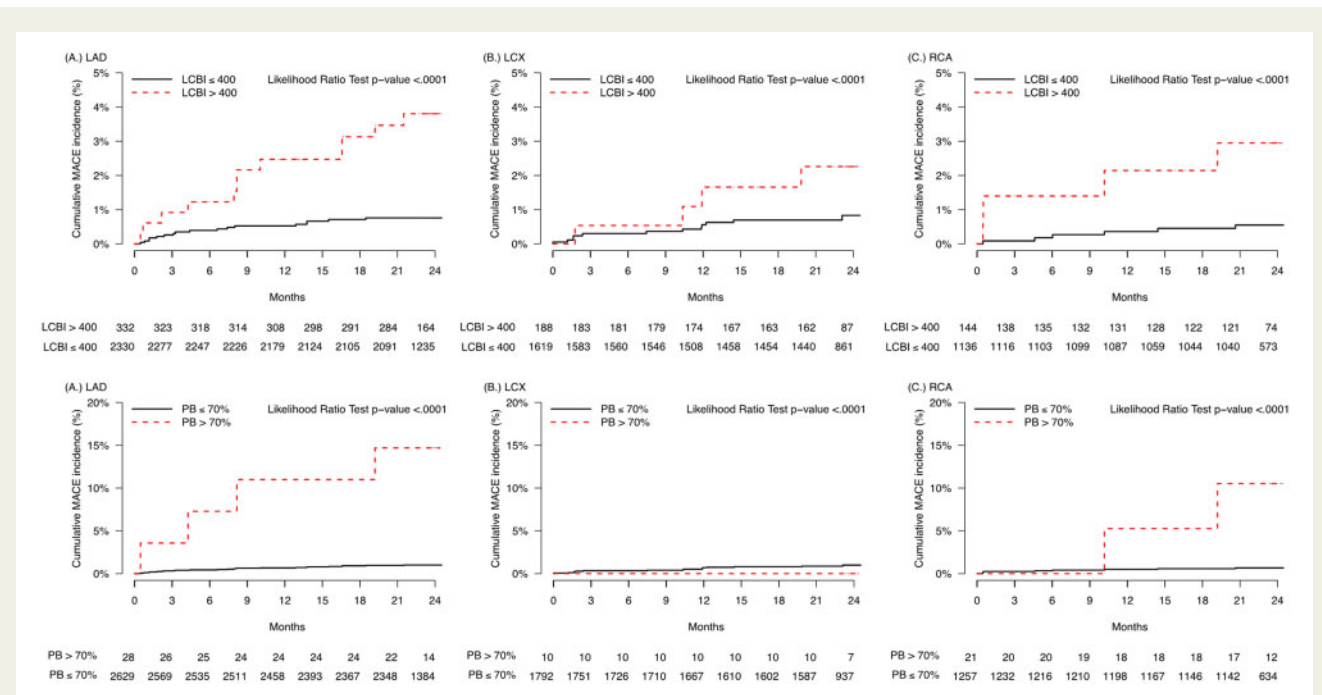 (A.) LAD
5%
4%
3%
2%
1%
0%
Cumulative MACE incidence (%)
LCBI ≤ 400
LCBI > 400
Likelihood Ratio Test p-value <.0001
0 3 6 9 12 15 18 21 24
Months
LCBI > 400 332 323 318 314 308 298 291 284 164
LCBI ≤ 400 2330 2277 2247 2226 2179 2124 2105 2091 1235
(B.) LCX
5%
4%
3%
2%
1%
0%
Cumulative MACE incidence (%)
LCBI ≤ 400
LCBI > 400
Likelihood Ratio Test p-value <.0001
0 3 6 9 12 15 18 21 24
Months
LCBI > 400 188 183 181 179 174 167 163 162 87
LCBI ≤ 400 1619 1583 1560 1546 1508 1458 1454 1440 861
(C.) RCA
5%
4%
3%
2%
1%
0%
Cumulative MACE incidence (%)
LCBI ≤ 400
LCBI > 400
Likelihood Ratio Test p-value <.0001
0 3 6 9 12 15 18 21 24
Months
LCBI > 400 144 138 135 132 131 128 122 121 74
LCBI ≤ 400 1136 1116 1103 1099 1087 1059 1044 1040 573
(A.) LAD
20%
15%
10%
5%
0%
Cumulative MACE incidence (%)
PB ≤ 70%
PB > 70%
Likelihood Ratio Test p-value <.0001
0 3 6 9 12 15 18 21 24
Months
PB > 70% 28 26 25 24 24 24 24 22 14
PB ≤ 70% 2629 2569 2535 2511 2458 2393 2367 2348 1384
(B.) LCX
20%
15%
10%
5%
0%
Cumulative MACE incidence (%)
PB ≤ 70%
PB > 70%
Likelihood Ratio Test p-value <.0001
0 3 6 9 12 15 18 21 24
Months
PB > 70% 10 10 10 10 10 10 10 10 7
PB ≤ 70% 1792 1751 1726 1710 1667 1610 1602 1587 937
(C.) RCA
20%
15%
10%
5%
0%
Cumulative MACE incidence (%)
PB ≤ 70%
PB > 70%
Likelihood Ratio Test p-value <.0001
0 3 6 9 12 15 18 21 24
Months
PB > 70% 21 20 20 19 18 18 18 17 12
PB ≤ 70% 1257 1232 1216 1210 1198 1167 1146 1142 634